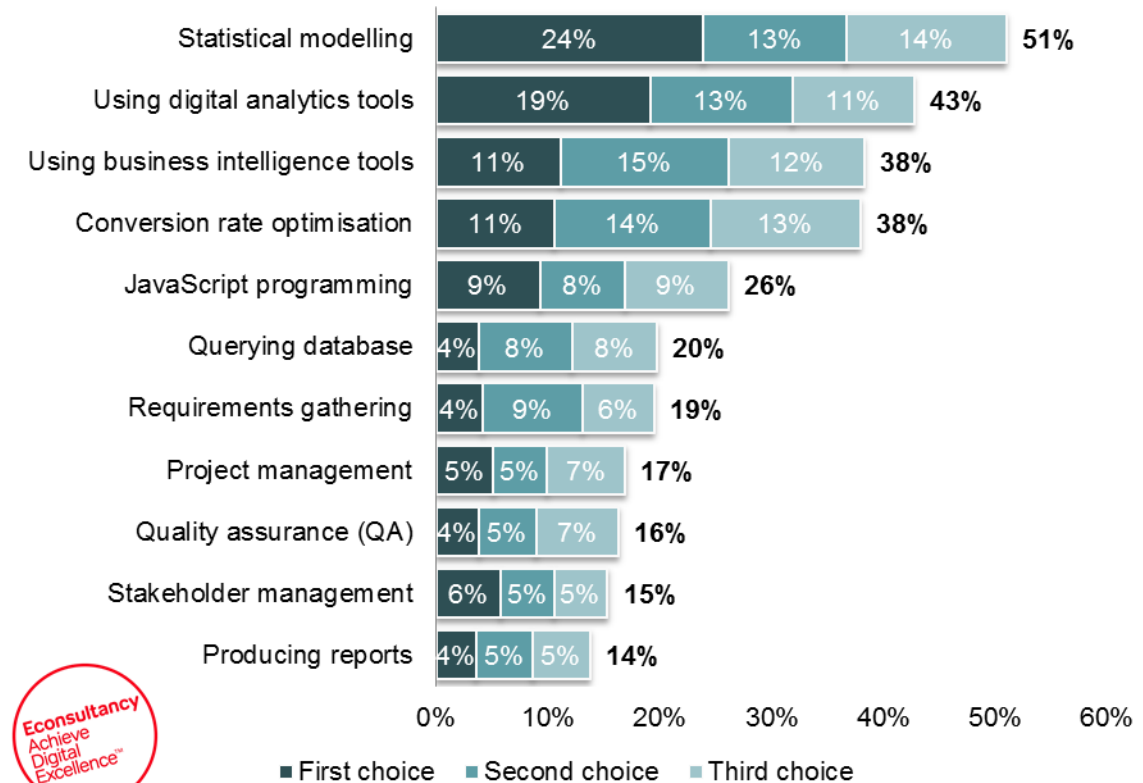 Statistical modelling 24% 13% 14% 51%
Using digital analytics tools 19% 13% 11% 43%
Using business intelligence tools 11% 15% 12% 38%
Conversion rate optimisation 11% 14% 13% 38%
JavaScript programming 9% 8% 9% 26%
Querying database 4% 8% 8% 20%
Requirements gathering 4% 9% 6% 19%
Project management 5% 5% 7% 17%
Quality assurance (QA) 4% 5% 7% 16%
Stakeholder management 6% 5% 5% 15%
Producing reports 4% 5% 5% 14%
0% 10% 20% 30% 40% 50% 60%
First choice Second choice Third choice
Econsultancy
Achieve
Digital
Excellence™